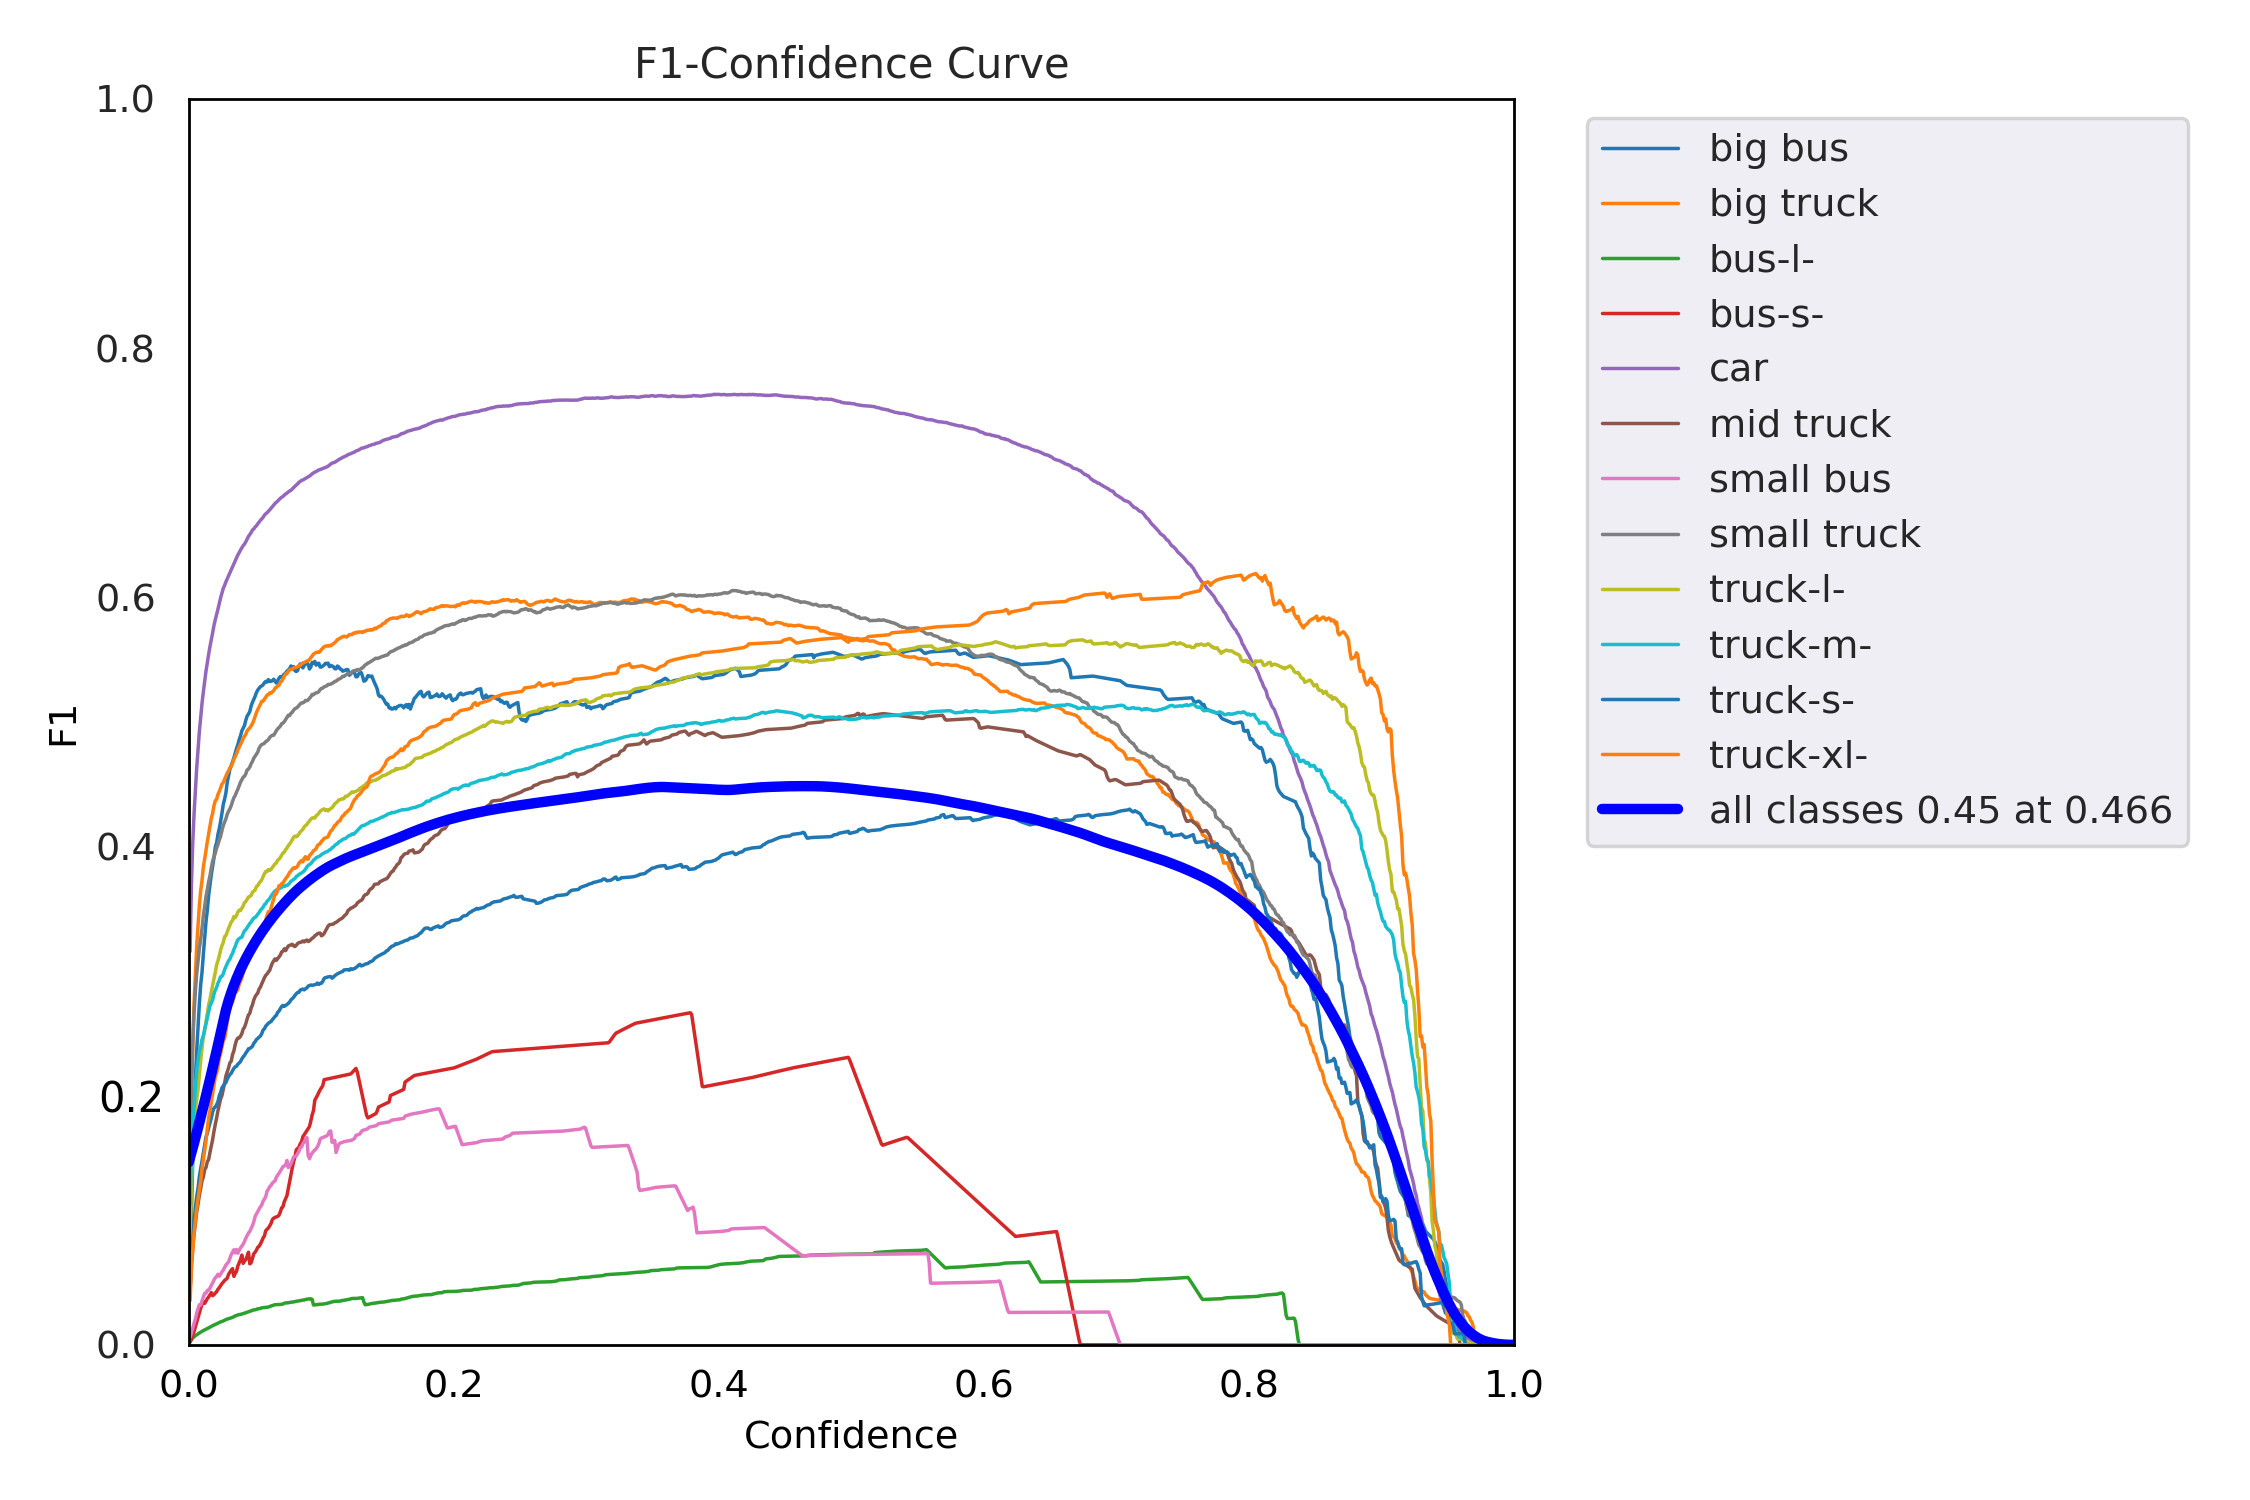 F1-Confidence Curve
1.0
0.8
0.6
0.4
0.2
0.0
F1
0.0 0.2 0.4 0.6 0.8 1.0
Confidence
big bus
big truck
bus-l-
bus-s-
car
mid truck
small bus
small truck
truck-l-
truck-m-
truck-s-
truck-xl-
all classes 0.45 at 0.466